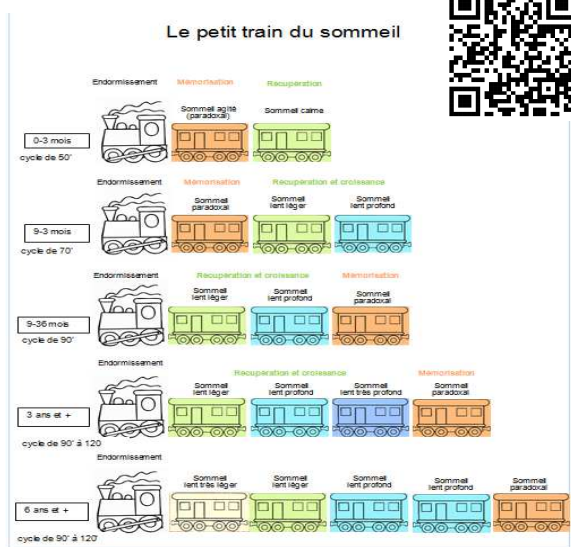 Le petit train du sommeil
Endormissement Mémorisation Récupération
Sommeil agité (paradoxal) Sommeil calme
0-3 mois
cycle de 50'
Endormissement Mémorisation Récupération et croissance
Sommeil paradoxal Sommeil lent léger Sommeil lent profond
9-3 mois
cycle de 70'
Endormissement Récupération et croissance Mémorisation
Sommeil lent léger Sommeil lent profond Sommeil paradoxal
9-36 mois
cycle de 90'
Endormissement Récupération et croissance Mémorisation
Sommeil lent léger Sommeil lent profond Sommeil lent très profond Sommeil paradoxal
3 ans et +
cycle de 90' à 120
Endormissement
Sommeil lent très léger Sommeil lent léger Sommeil lent profond Sommeil lent profond Sommeil paradoxal
6 ans et +
cycle de 90' à 120'